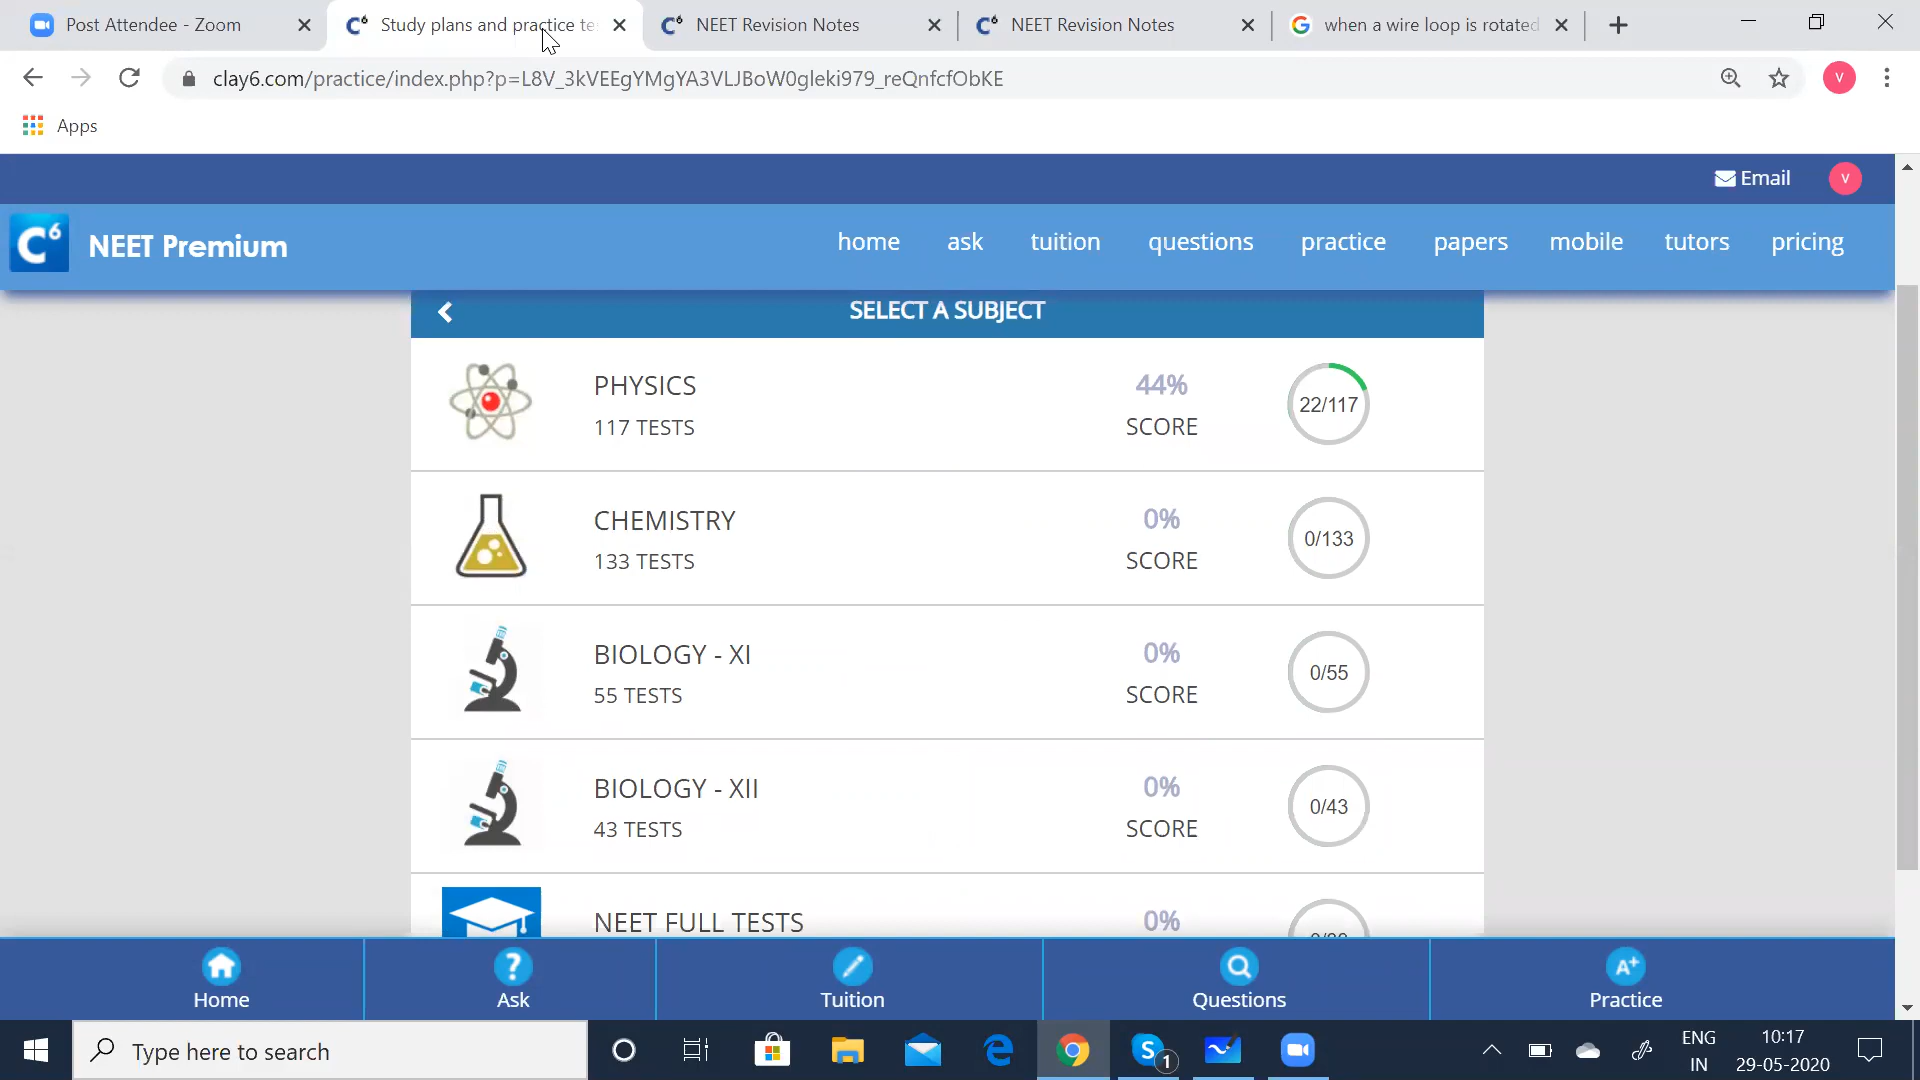 Post Attendee - Zoom
Study plans and practice te
NEET Revision Notes
NEET Revision Notes
when a wire loop is rotated
clay6.com/practice/index.php?p=L8V_3kVEEgYMgYA3VLJBoW0gleki979_reQnfcfObKE
V
Apps
Email
V
C6
NEET Premium
home
ask
tuition
questions
practice
papers
mobile
tutors
pricing
SELECT A SUBJECT
PHYSICS
117 TESTS
44%
SCORE
22/117
CHEMISTRY
133 TESTS
0%
SCORE
0/133
BIOLOGY - XI
55 TESTS
0%
SCORE
0/55
BIOLOGY - XII
43 TESTS
0%
SCORE
0/43
NEET FULL TESTS
0%
Home
Ask
Tuition
Questions
Practice
Type here to search
1
ENG
IN
10:17
29-05-2020